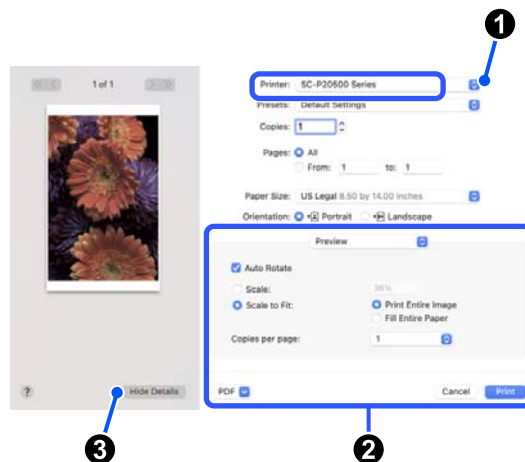 1
1 of 1
Printer: SC-P20500 Series
Presets: Default Settings
Copies: 1
Pages: All
From: 1 to: 1
Paper Size: US Legal 8.50 by 14.00 inches
Orientation: Portrait Landscape
Preview
Auto Rotate
Scale: 36%
Scale to Fit: Print Entire Image
Fill Entire Paper
Copies per page: 1
? Hide Details PDF Cancel Print
3 2